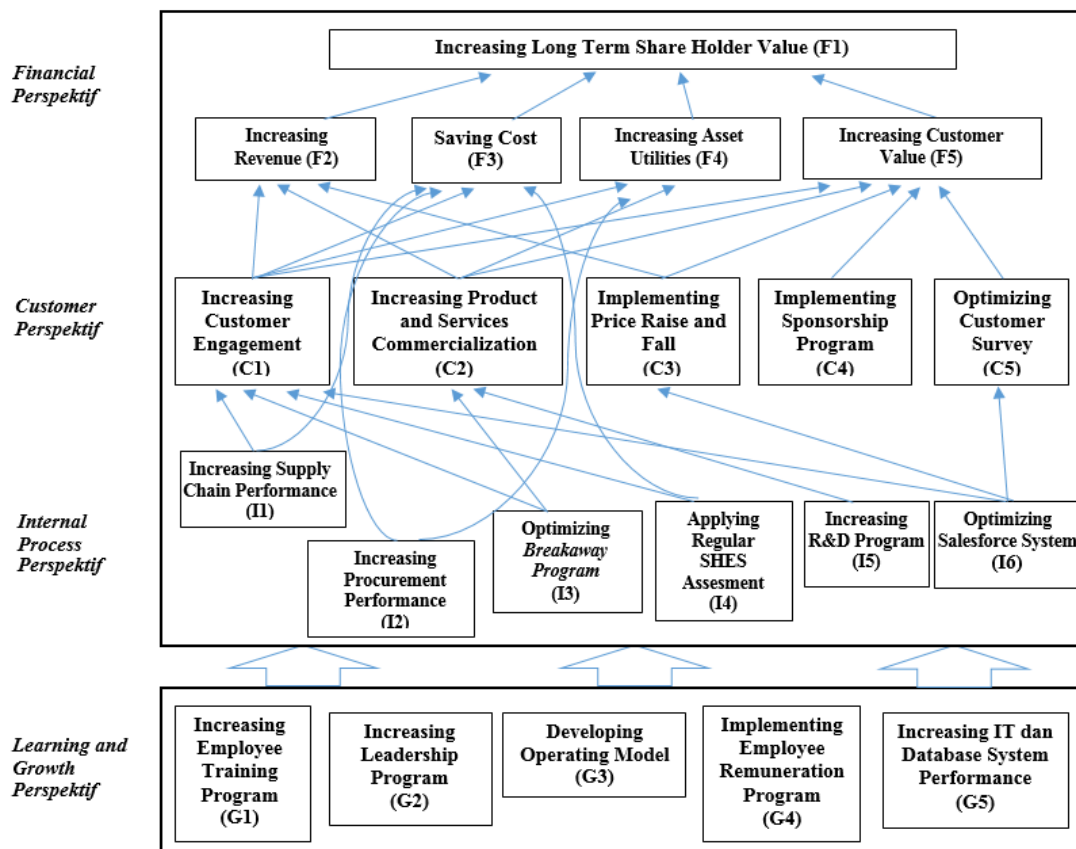 Increasing Long Term Share Holder Value (F1)
Financial
Perspektif
Increasing
Revenue (F2)
Saving Cost
(F3)
Increasing Asset
Utilities (F4)
Increasing Customer
Value (F5)
Customer
Perspektif
Increasing
Customer
Engagement
(C1)
Increasing Product
and Services
Commercialization
(C2)
Implementing
Price Raise and
Fall
(C3)
Implementing
Sponsorship
Program
(C4)
Optimizing
Customer
Survey
(C5)
Internal
Process
Perspektif
Increasing Supply
Chain Performance
(I1)
Increasing
Procurement
Performance
(I2)
Optimizing
Breakaway
Program
(I3)
Applying
Regular
SHES
Assesment
(I4)
Increasing
R&D Program
(I5)
Optimizing
Salesforce System
(I6)
Learning and
Growth
Perspektif
Increasing
Employee
Training
Program
(G1)
Increasing
Leadership
Program
(G2)
Developing
Operating Model
(G3)
Implementing
Employee
Remuneration
Program
(G4)
Increasing IT dan
Database System
Performance
(G5)